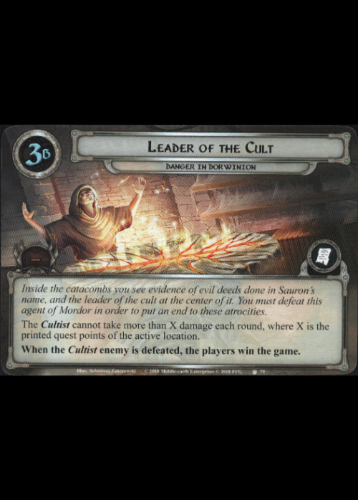 3B
LEADER OF THE CULT
DANGER IN DORWINION
Inside the catacombs you see evidence of evil deeds done in Sauron's
name, and the leader of the cult at the center of it. You must defeat this
agent of Mordor in order to put an end to these atrocities.
The Cultist cannot take more than X damage each round, where X is the
printed quest points of the active location.
When the Cultist enemy is defeated, the players win the game.